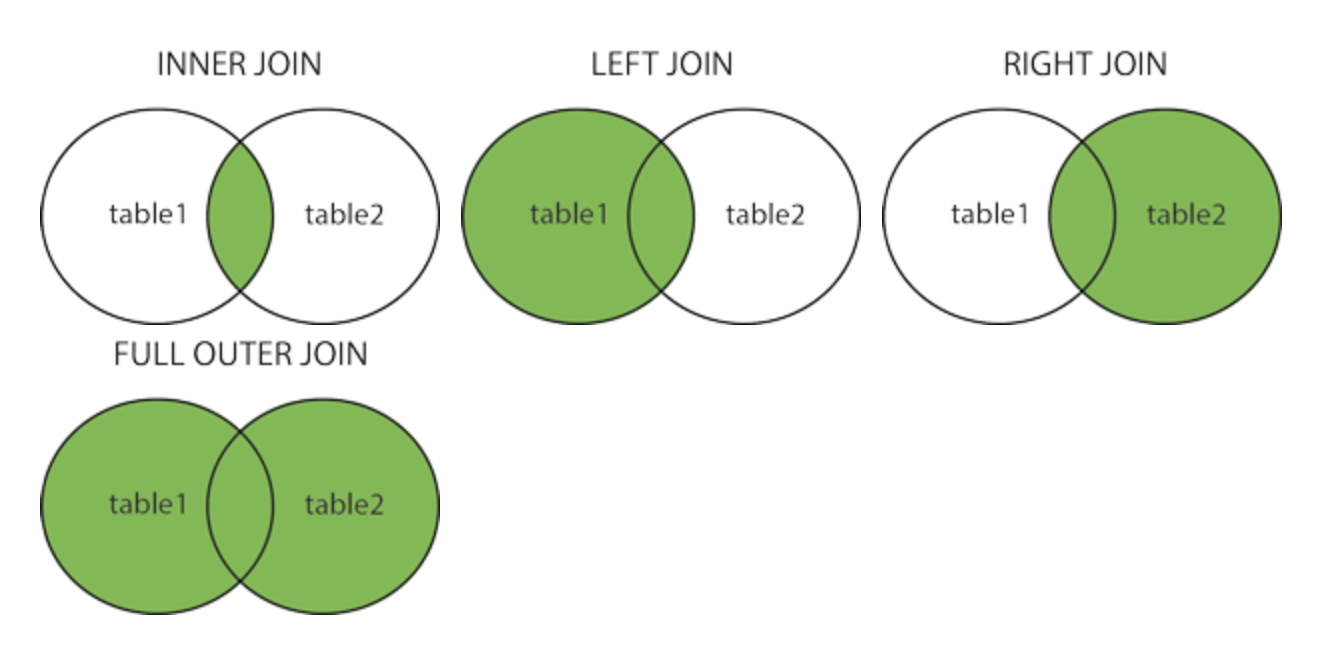 INNER JOIN
LEFT JOIN
RIGHT JOIN
table1
table2
table1
table2
table1
table2
FULL OUTER JOIN
table1
table2